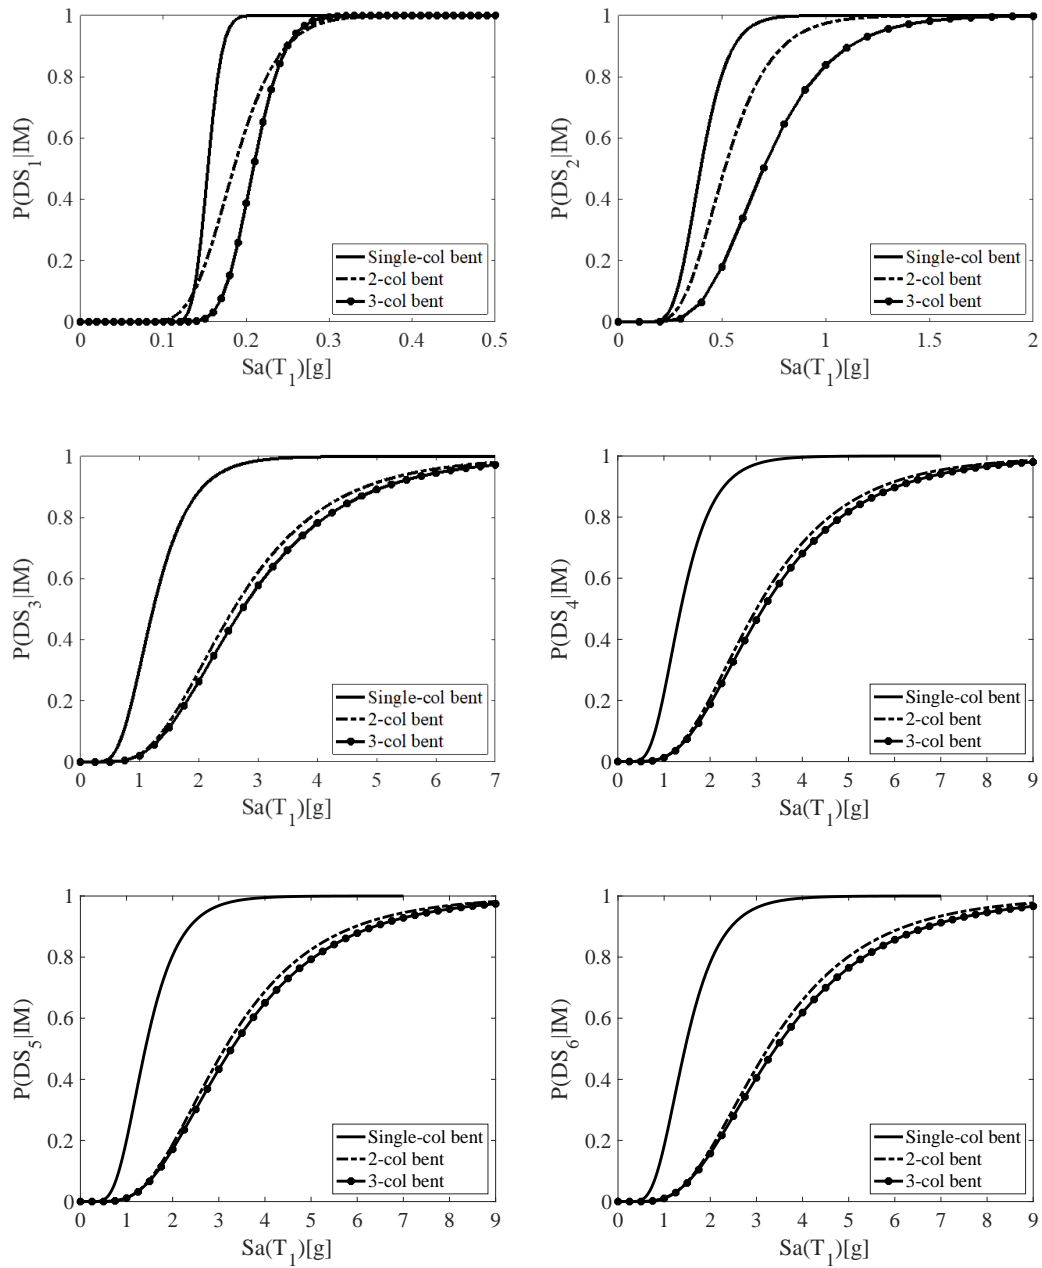 1
0.8
0.6
0.4
0.2
0
P(DS1|IM)
Single-col bent
2-col bent
3-col bent
0 0.1 0.2 0.3 0.4 0.5
Sa(T1)[g]
1
0.8
0.6
0.4
0.2
0
P(DS2|IM)
Single-col bent
2-col bent
3-col bent
0 0.5 1 1.5 2
Sa(T1)[g]
1
0.8
0.6
0.4
0.2
0
P(DS3|IM)
Single-col bent
2-col bent
3-col bent
0 1 2 3 4 5 6 7
Sa(T1)[g]
1
0.8
0.6
0.4
0.2
0
P(DS4|IM)
Single-col bent
2-col bent
3-col bent
0 1 2 3 4 5 6 7 8 9
Sa(T1)[g]
1
0.8
0.6
0.4
0.2
0
P(DS5|IM)
Single-col bent
2-col bent
3-col bent
0 1 2 3 4 5 6 7 8 9
Sa(T1)[g]
1
0.8
0.6
0.4
0.2
0
P(DS6|IM)
Single-col bent
2-col bent
3-col bent
0 1 2 3 4 5 6 7 8 9
Sa(T1)[g]